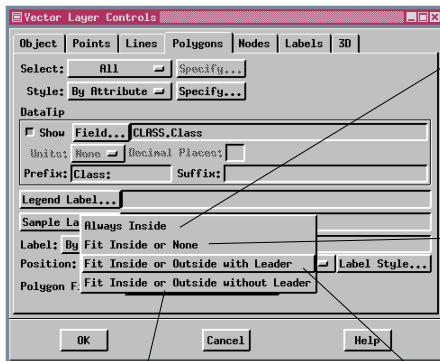 Vector Layer Controls
Object Points Lines Polygons Nodes Labels 3D
Select: All Specify...
Style: By Attribute Specify...
DataTip
Show Field... CLASS.Class
Units: None Decimal Places:
Prefix: Class: Suffix:
Legend Label...
Sample La
Always Inside
Label: By
Fit Inside or None
Position: Fit Inside or Outside with Leader Label Style...
Polygon F
Fit Inside or Outside without Leader
OK Cancel Help